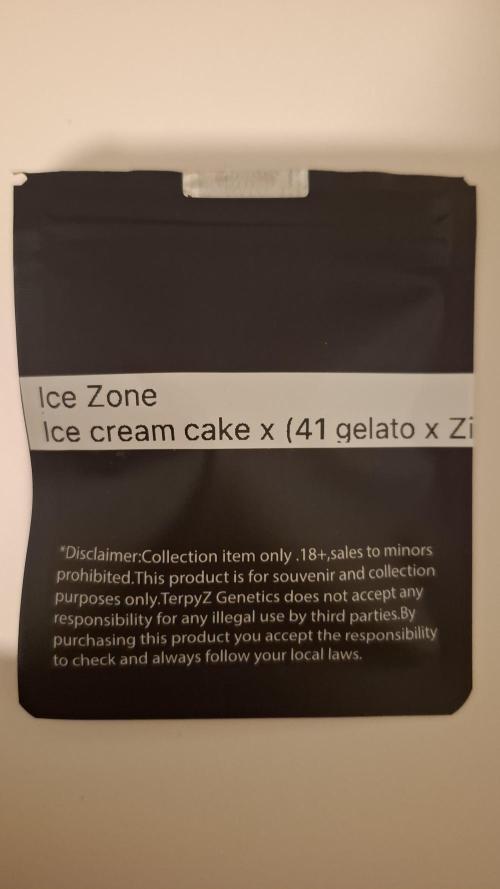 Ice Zone
Ice cream cake x (41 gelato x Zi
*Disclaimer:Collection item only .18+,sales to minors
prohibited.This product is for souvenir and collection
purposes only.TerpyZ Genetics does not accept any
responsibility for any illegal use by third parties.By
purchasing this product you accept the responsibility
to check and always follow your local laws.